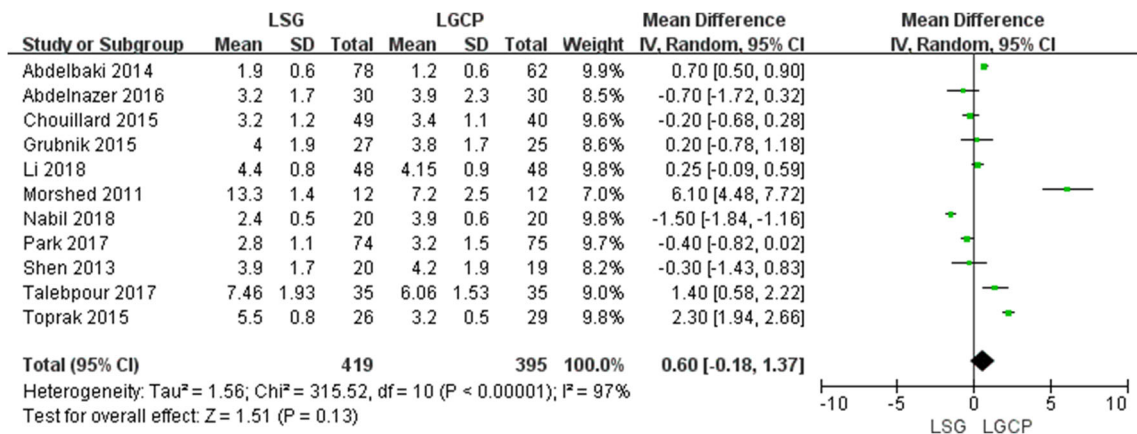 LSG LGCP Mean Difference Mean Difference
Study or Subgroup Mean SD Total Mean SD Total Weight IV, Random, 95% CI IV, Random, 95% CI
Abdelbaki 2014 1.9 0.6 78 1.2 0.6 62 9.9% 0.70 [0.50, 0.90]
Abdelnazer 2016 3.2 1.7 30 3.9 2.3 30 8.5% -0.70 [-1.72, 0.32]
Chouillard 2015 3.2 1.2 49 3.4 1.1 40 9.6% -0.20 [-0.68, 0.28]
Grubnik 2015 4 1.9 27 3.8 1.7 25 8.6% 0.20 [-0.78, 1.18]
Li 2018 4.4 0.8 48 4.15 0.9 48 9.8% 0.25 [-0.09, 0.59]
Morshed 2011 13.3 1.4 12 7.2 2.5 12 7.0% 6.10 [4.48, 7.72]
Nabil 2018 2.4 0.5 20 3.9 0.6 20 9.8% -1.50 [-1.84, -1.16]
Park 2017 2.8 1.1 74 3.2 1.5 75 9.7% -0.40 [-0.82, 0.02]
Shen 2013 3.9 1.7 20 4.2 1.9 19 8.2% -0.30 [-1.43, 0.83]
Talebpour 2017 7.46 1.93 35 6.06 1.53 35 9.0% 1.40 [0.58, 2.22]
Toprak 2015 5.5 0.8 26 3.2 0.5 29 9.8% 2.30 [1.94, 2.66]
Total (95% CI) 419 395 100.0% 0.60 [-0.18, 1.37]
Heterogeneity: Tau² = 1.56; Chi² = 315.52, df = 10 (P < 0.00001); I² = 97%
Test for overall effect: Z = 1.51 (P = 0.13)
-10 -5 0 5 10
LSG LGCP